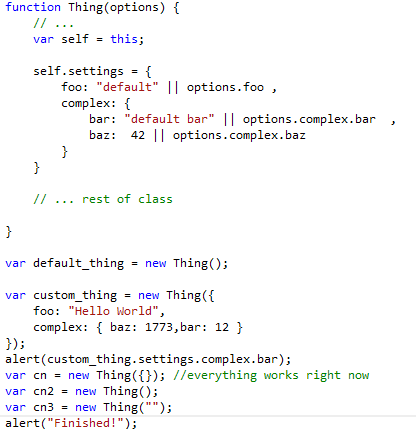 function Thing(options) {
    // ...
    var self = this;

    self.settings = {
        foo: "default" || options.foo ,
        complex: {
            bar: "default bar" || options.complex.bar  ,
            baz:  42 || options.complex.baz
        }
    }

    // ... rest of class

}

var default_thing = new Thing();

var custom_thing = new Thing({
    foo: "Hello World",
    complex: { baz: 1773,bar: 12 }
});
alert(custom_thing.settings.complex.bar);
var cn = new Thing({}); //everything works right now
var cn2 = new Thing();
var cn3 = new Thing("");
alert("Finished!");